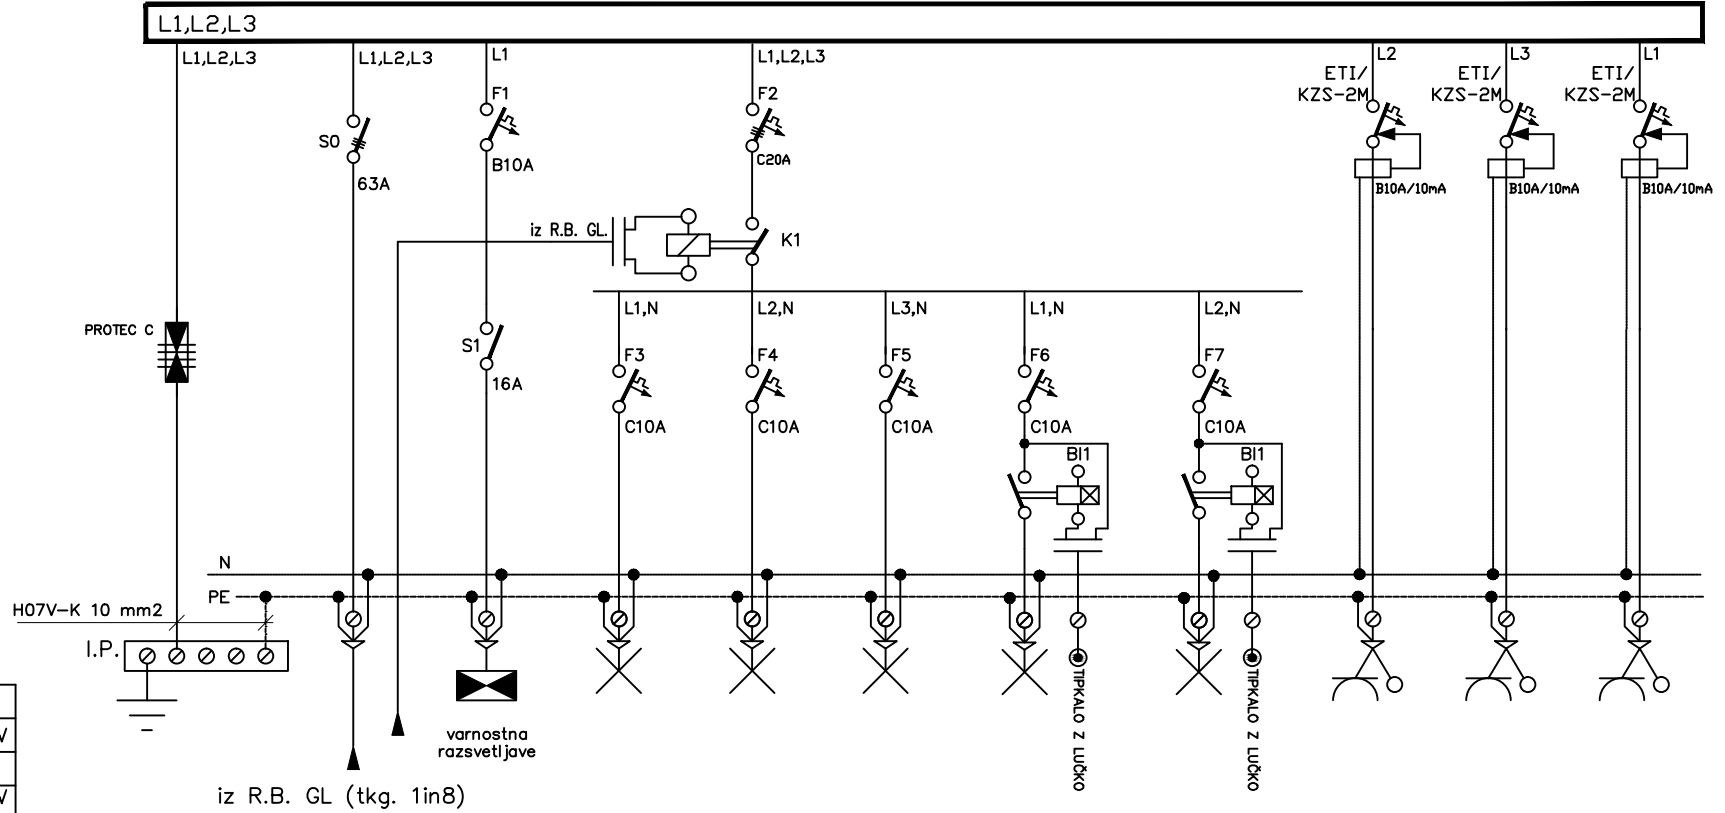 L1,L2,L3
L1,L2,L3
L1,L2,L3
L1
L1,L2,L3
L2
L3
L1
ETI/
KZS-2M
ETI/
KZS-2M
ETI/
KZS-2M
F1
F2
S0
63A
B10A
C20A
B10A/10mA
B10A/10mA
B10A/10mA
iz R.B. GL.
K1
L1,N
L2,N
L3,N
L1,N
L2,N
PROTEC C
S1
16A
F3
F4
F5
F6
F7
C10A
C10A
C10A
C10A
C10A
BI1
BI1
N
PE
H07V-K 10 mm2
I.P.
TIPKALO Z LUČKO
TIPKALO Z LUČKO
varnostna
razsvetljave
iz R.B. GL (tkg. 1in8)
V
V